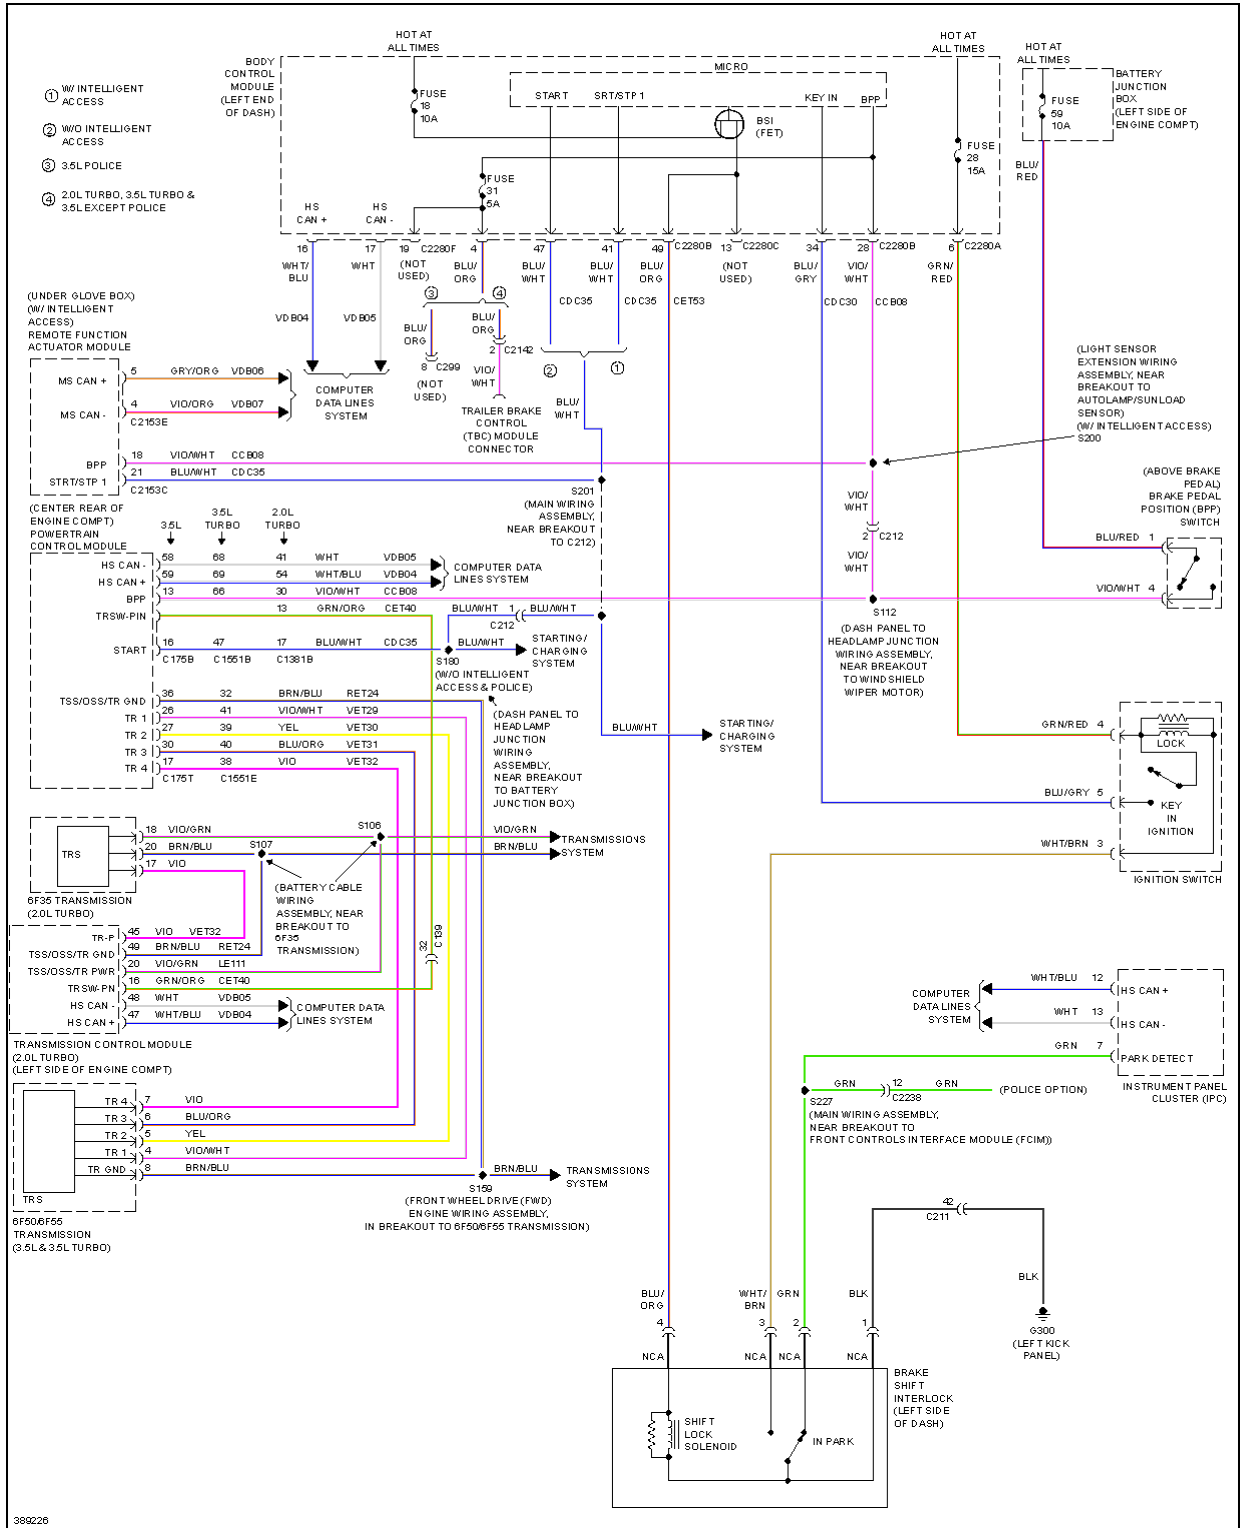 HOT AT
ALL TIMES
HOT AT
ALL TIMES
HOT AT
ALL TIMES
BODY
CONTROL
MODULE
(LEFT END
OF DASH)
1 W/ INTELLIGENT
ACCESS
2 W/O INTELLIGENT
ACCESS
3 3.5L POLICE
4 2.0L TURBO, 3.5L TURBO &
3.5L EXCEPT POLICE
FUSE
18
10A
MICRO
START
SRT/STP 1
KEY IN
BPP
BSI
(FET)
FUSE
31
5A
FUSE
28
15A
FUSE
59
10A
BATTERY
JUNCTION
BOX
(LEFT SIDE OF
ENGINE COMPT)
BLU/
RED
HS
CAN +
HS
CAN -
16
17
19
C2280F
4
47
41
49
C2280B
13
C2280C
34
28
C2280B
6
C2280A
WHT/
BLU
WHT
(NOT
USED)
BLU/
ORG
BLU/
WHT
BLU/
WHT
BLU/
ORG
(NOT
USED)
BLU/
GRY
VIO/
WHT
GRN/
RED
CDC35
CDC35
CET53
CDC30
CCB08
VDB04
VDB05
3
4
BLU/
ORG
BLU/
ORG
2
C2142
8
C299
(NOT
USED)
VIO/
WHT
2
1
BLU/
WHT
TRAILER BRAKE
CONTROL
(TBC) MODULE
CONNECTOR
COMPUTER
DATA LINES
SYSTEM
(UNDER GLOVE BOX)
(W/ INTELLIGENT
ACCESS)
REMOTE FUNCTION
ACTUATOR MODULE
MS CAN +
5
GRY/ORG
VDB06
MS CAN -
4
VIO/ORG
VDB07
C2153E
BPP
18
VIO/WHT
CCB08
STRT/STP 1
21
BLU/WHT
CDC35
C2153C
(LIGHT SENSOR
EXTENSION WIRING
ASSEMBLY, NEAR
BREAKOUT TO
AUTOLAMP/SUNLOAD
SENSOR)
(W/ INTELLIGENT ACCESS)
S200
S201
(MAIN WIRING
ASSEMBLY,
NEAR BREAKOUT
TO C212)
VIO/
WHT
2
C212
VIO/
WHT
(ABOVE BRAKE
PEDAL)
BRAKE PEDAL
POSITION (BPP)
SWITCH
BLU/RED
1
VIO/WHT
4
(CENTER REAR OF
ENGINE COMPT)
POWERTRAIN
CONTROL MODULE
3.5L
3.5L
TURBO
2.0L
TURBO
HS CAN -
58
68
41
WHT
VDB05
HS CAN +
59
69
54
WHT/BLU
VDB04
BPP
13
66
30
VIO/WHT
CCB08
TRSW-PIN
13
GRN/ORG
CET40
START
16
47
17
BLU/WHT
CDC35
C175B
C1551B
C1381B
COMPUTER DATA
LINES SYSTEM
BLU/WHT
1
BLU/WHT
C212
BLU/WHT
STARTING/
CHARGING
SYSTEM
S180
(W/O INTELLIGENT
ACCESS & POLICE)
S112
(DASH PANEL TO
HEADLAMP JUNCTION
WIRING ASSEMBLY,
NEAR BREAKOUT
TO WINDSHIELD
WIPER MOTOR)
TSS/OSS/TR GND
36
32
BRN/BLU
RET24
TR 1
26
41
VIO/WHT
VET29
TR 2
27
39
YEL
VET30
TR 3
30
40
BLU/ORG
VET31
TR 4
17
38
VIO
VET32
C175T
C1551E
(DASH PANEL TO
HEADLAMP
JUNCTION
WIRING
ASSEMBLY,
NEAR BREAKOUT
TO BATTERY
JUNCTION BOX)
BLU/WHT
STARTING/
CHARGING
SYSTEM
GRN/RED
4
LOCK
BLU/GRY
5
KEY
IN
IGNITION
WHT/BRN
3
IGNITION SWITCH
TRS
18
VIO/GRN
20
BRN/BLU
17
VIO
S106
S107
VIO/GRN
BRN/BLU
TRANSMISSIONS
SYSTEM
(BATTERY CABLE
WIRING
ASSEMBLY, NEAR
BREAKOUT TO
6F35
TRANSMISSION)
6F35 TRANSMISSION
(2.0L TURBO)
32
C139
TR-P
45
VIO
VET32
TSS/OSS/TR GND
49
BRN/BLU
RET24
TSS/OSS/TR PWR
20
VIO/GRN
LE111
TRSW-PN
16
GRN/ORG
CET40
HS CAN -
48
WHT
VDB05
HS CAN +
47
WHT/BLU
VDB04
COMPUTER DATA
LINES SYSTEM
TRANSMISSION CONTROL MODULE
(2.0L TURBO)
(LEFT SIDE OF ENGINE COMPT)
COMPUTER
DATA LINES
SYSTEM
WHT/BLU
12
HS CAN +
WHT
13
HS CAN -
GRN
7
PARK DETECT
INSTRUMENT PANEL
CLUSTER (IPC)
GRN
12
GRN
C2238
(POLICE OPTION)
S227
(MAIN WIRING ASSEMBLY,
NEAR BREAKOUT TO
FRONT CONTROLS INTERFACE MODULE (FCIM))
TR 4
7
VIO
TR 3
6
BLU/ORG
TR 2
5
YEL
TR 1
4
VIO/WHT
TR GND
8
BRN/BLU
TRS
BRN/BLU
TRANSMISSIONS
SYSTEM
S159
(FRONT WHEEL DRIVE (FWD)
ENGINE WIRING ASSEMBLY,
IN BREAKOUT TO 6F50/6F55 TRANSMISSION)
6F50/6F55
TRANSMISSION
(3.5L & 3.5L TURBO)
42
C211
BLK
G300
(LEFT KICK
PANEL)
BLU/
ORG
WHT/
BRN
GRN
BLK
4
3
2
1
NCA
NCA
NCA
NCA
BRAKE
SHIFT
INTERLOCK
(LEFT SIDE
OF DASH)
SHIFT
LOCK
SOLENOID
IN PARK
389226